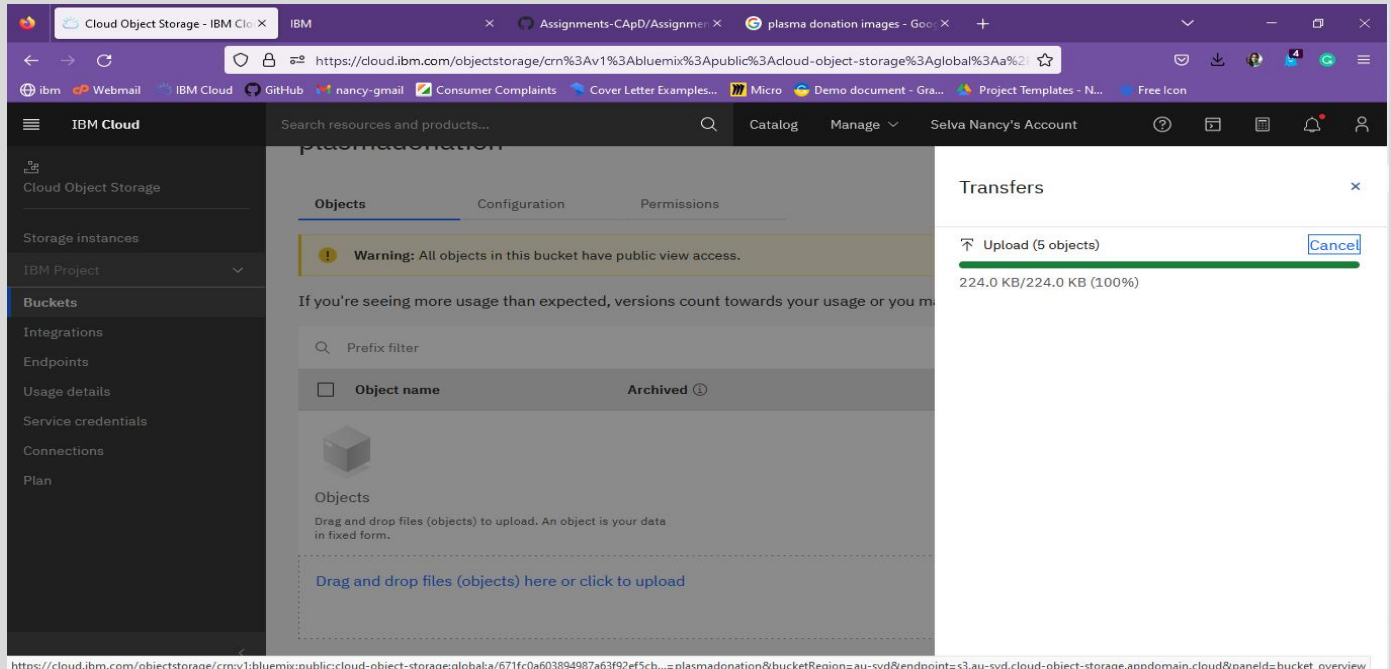 Cloud Object Storage - IBM Clo
IBM
Assignments-CApD/Assignmen
plasma donation images - Goog
https://cloud.ibm.com/objectstorage/crn%3Av1%3Abluemix%3Apublic%3Acloud-object-storage%3Aglobal%3Aa%2
4
ibm
Webmail
IBM Cloud
GitHub
nancy-gmail
Consumer Complaints
Cover Letter Examples...
Micro
Demo document - Gra...
Project Templates - N...
Free Icon
IBM Cloud
Search resources and products...
Catalog
Manage
Selva Nancy's Account
Cloud Object Storage
Storage instances
IBM Project
Buckets
Integrations
Endpoints
Usage details
Service credentials
Connections
Plan
plasmadonation
Objects
Configuration
Permissions
Warning: All objects in this bucket have public view access.
If you're seeing more usage than expected, versions count towards your usage or you m
Prefix filter
Object name
Archived
Objects
Drag and drop files (objects) to upload. An object is your data
in fixed form.
Drag and drop files (objects) here or click to upload
Transfers
Upload (5 objects)
Cancel
224.0 KB/224.0 KB (100%)
https://cloud.ibm.com/objectstorage/crn:v1:bluemix:public:cloud-object-storage:global:a/671fc0a603894987a63f92ef5cb...=plasmadonation&bucketRegion=au-syd&endpoint=s3.au-syd.cloud-object-storage.appdomain.cloud&paneId=bucket_overview